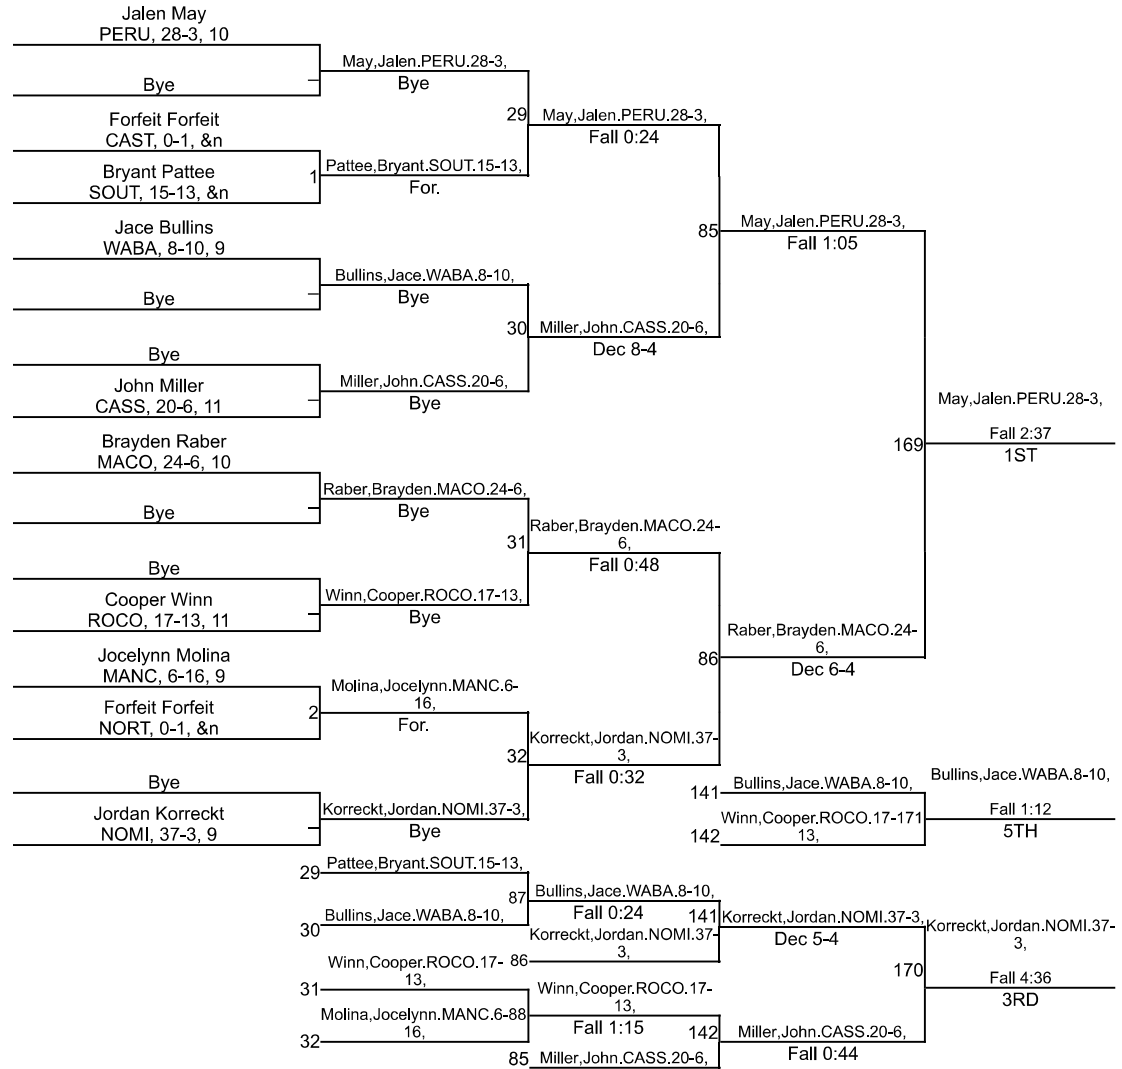 Jalen May
PERU, 28-3, 10
May,Jalen.PERU.28-3,
Bye
Bye
29
May,Jalen.PERU.28-3,
Fall 0:24
Forfeit Forfeit
CAST, 0-1, &n
Bryant Pattee
SOUT, 15-13, &n
1
Pattee,Bryant.SOUT.15-13,
For.
85
May,Jalen.PERU.28-3,
Fall 1:05
Jace Bullins
WABA, 8-10, 9
Bullins,Jace.WABA.8-10,
Bye
Bye
30
Miller,John.CASS.20-6,
Dec 8-4
Bye
John Miller
CASS, 20-6, 11
Miller,John.CASS.20-6,
Bye
169
May,Jalen.PERU.28-3,
Fall 2:37
1ST
Brayden Raber
MACO, 24-6, 10
Raber,Brayden.MACO.24-6,
Bye
Bye
31
Raber,Brayden.MACO.24-
6,
Fall 0:48
Bye
Cooper Winn
ROCO, 17-13, 11
Winn,Cooper.ROCO.17-13,
Bye
86
Raber,Brayden.MACO.24-
6,
Dec 6-4
Jocelynn Molina
MANC, 6-16, 9
Forfeit Forfeit
NORT, 0-1, &n
2
Molina,Jocelynn.MANC.6-
16,
For.
32
Korreckt,Jordan.NOMI.37-
3,
Fall 0:32
Bye
Jordan Korreckt
NOMI, 37-3, 9
Korreckt,Jordan.NOMI.37-3,
Bye
141
Bullins,Jace.WABA.8-10,
142
Winn,Cooper.ROCO.17-171
13,
Bullins,Jace.WABA.8-10,
Fall 1:12
5TH
29
Pattee,Bryant.SOUT.15-13,
30
Bullins,Jace.WABA.8-10,
87
Bullins,Jace.WABA.8-10,
Fall 0:24
86
Korreckt,Jordan.NOMI.37-
3,
141
Korreckt,Jordan.NOMI.37-3,
Dec 5-4
31
Winn,Cooper.ROCO.17-
13,
32
Molina,Jocelynn.MANC.6-88
16,
Winn,Cooper.ROCO.17-
13,
Fall 1:15
85
Miller,John.CASS.20-6,
142
Miller,John.CASS.20-6,
Fall 0:44
170
Korreckt,Jordan.NOMI.37-
3,
Fall 4:36
3RD